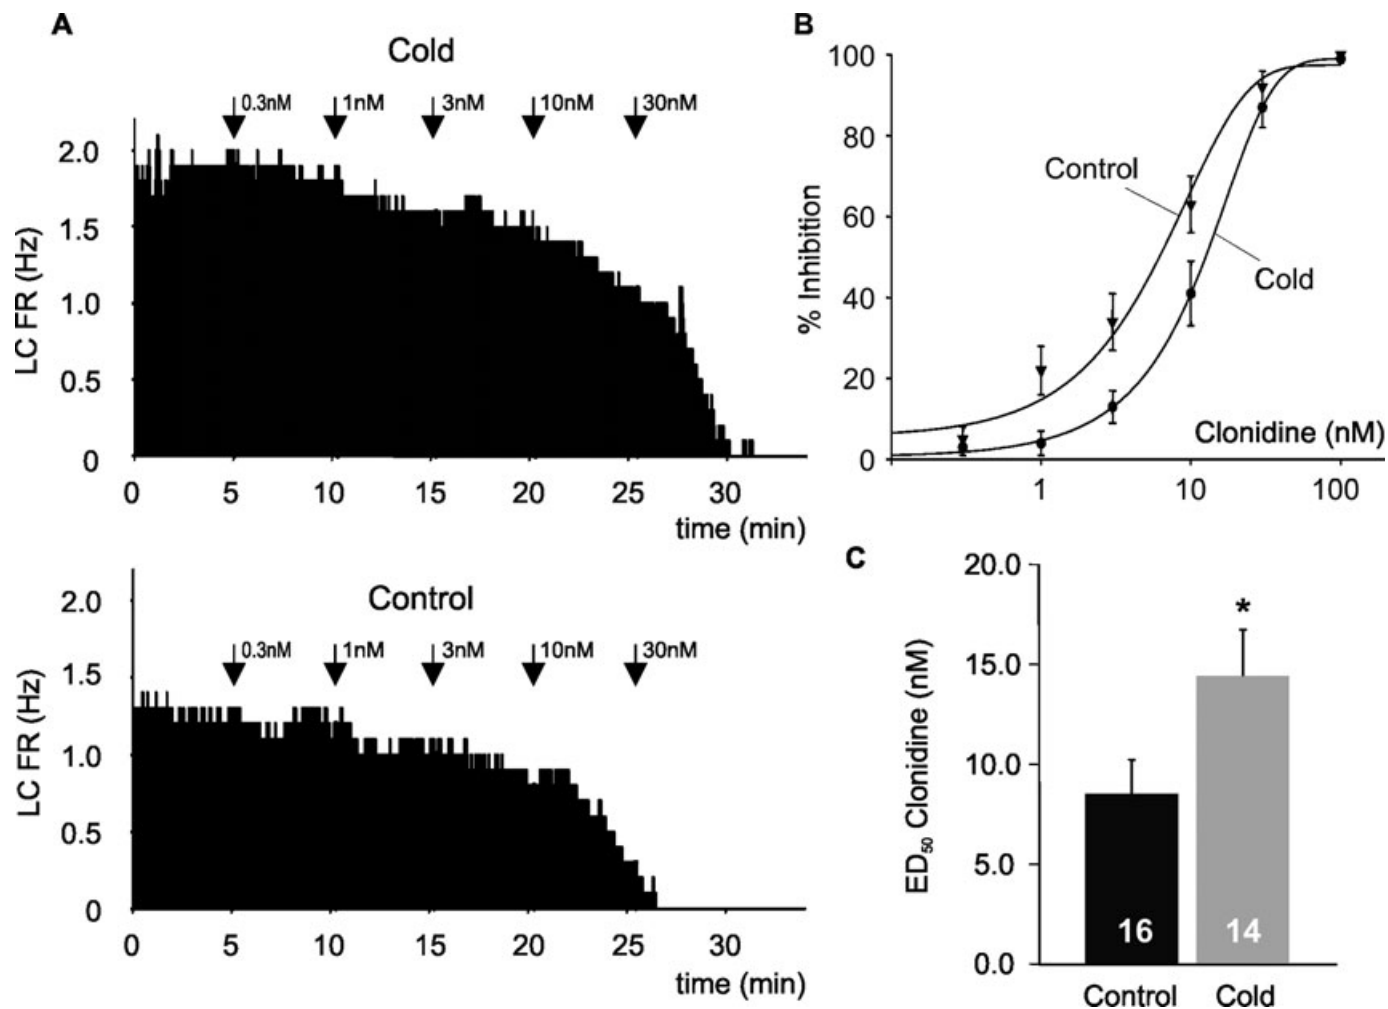 A
Cold
0.3nM 1nM 3nM 10nM 30nM
2.0
1.5
1.0
0.5
0
LC FR (Hz)
0 5 10 15 20 25 30
time (min)
Control
0.3nM 1nM 3nM 10nM 30nM
2.0
1.5
1.0
0.5
0
LC FR (Hz)
0 5 10 15 20 25 30
time (min)
B
100
80
60
40
20
0
% Inhibition
Control
Cold
Clonidine (nM)
1 10 100
C
20.0
15.0
10.0
5.0
0.0
ED50 Clonidine (nM)
*
16 14
Control Cold